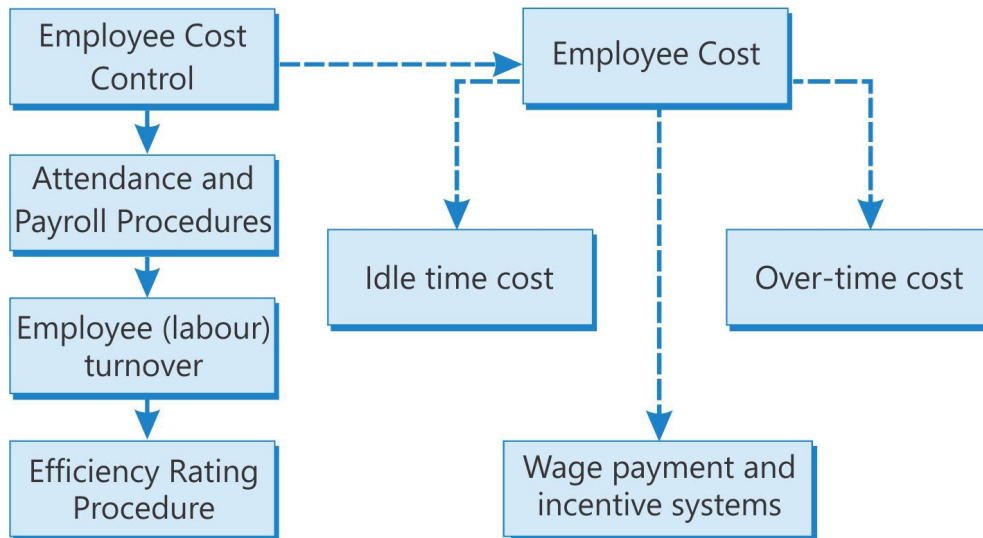 Employee Cost
Control
Employee Cost
Attendance and
Payroll Procedures
Idle time cost
Over-time cost
Employee (labour)
turnover
Efficiency Rating
Procedure
Wage payment and
incentive systems